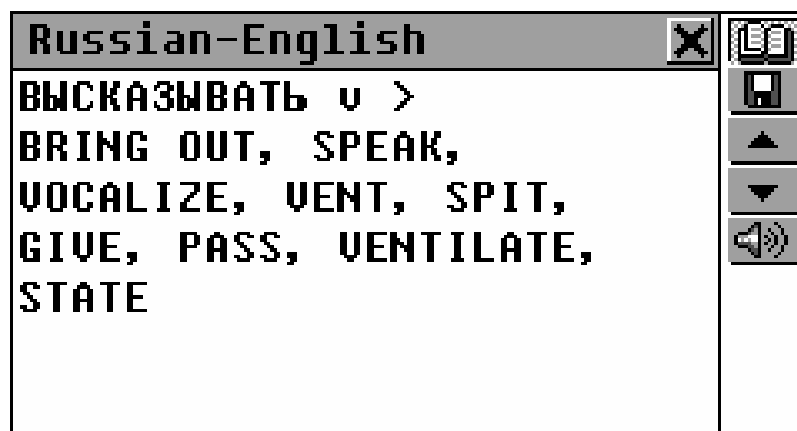 Russian-English
ВЫСКАЗЫВАТЬ v >
BRING OUT, SPEAK,
VOCALIZE, VENT, SPIT,
GIVE, PASS, VENTILATE,
STATE